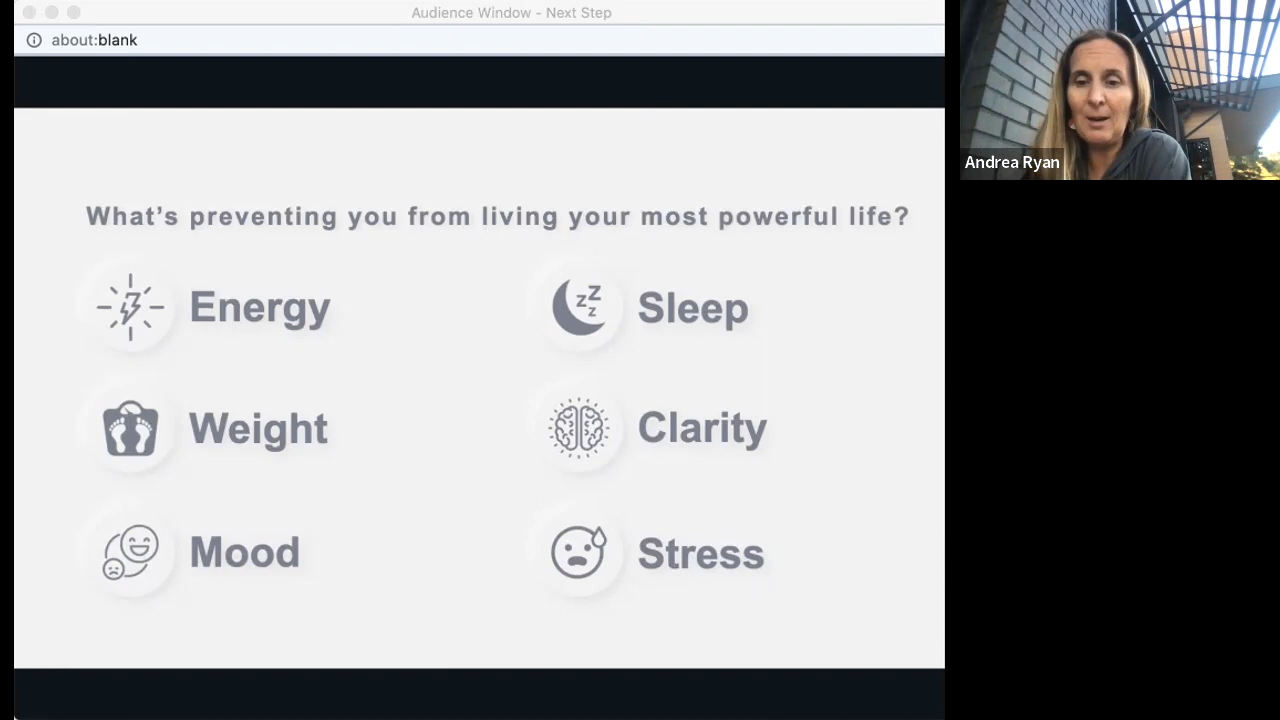 Audience Window - Next Step
about:blank
Andrea Ryan
What's preventing you from living your most powerful life?
Energy
zzz
Sleep
Weight
Clarity
Mood
Stress